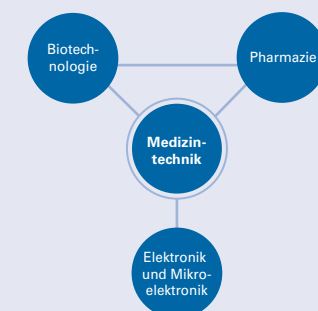 Biotech-
nologie
Pharmazie
Medizin-
technik
Elektronik
und Mikro-
elektronik